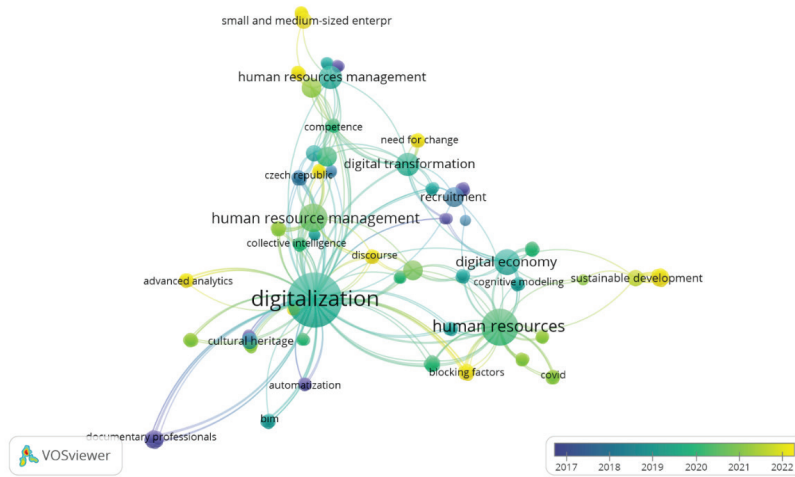 small and medium-sized enterpr
human resources management
competence
need for change
digital transformation
czech republic
recruitment
human resource management
collective intelligence
discourse
digital economy
advanced analytics
cognitive modeling
sustainable development
digitalization
human resources
cultural heritage
blocking factors
covid
automatization
bim
documentary professionals
VOSviewer
2017 2018 2019 2020 2021 2022